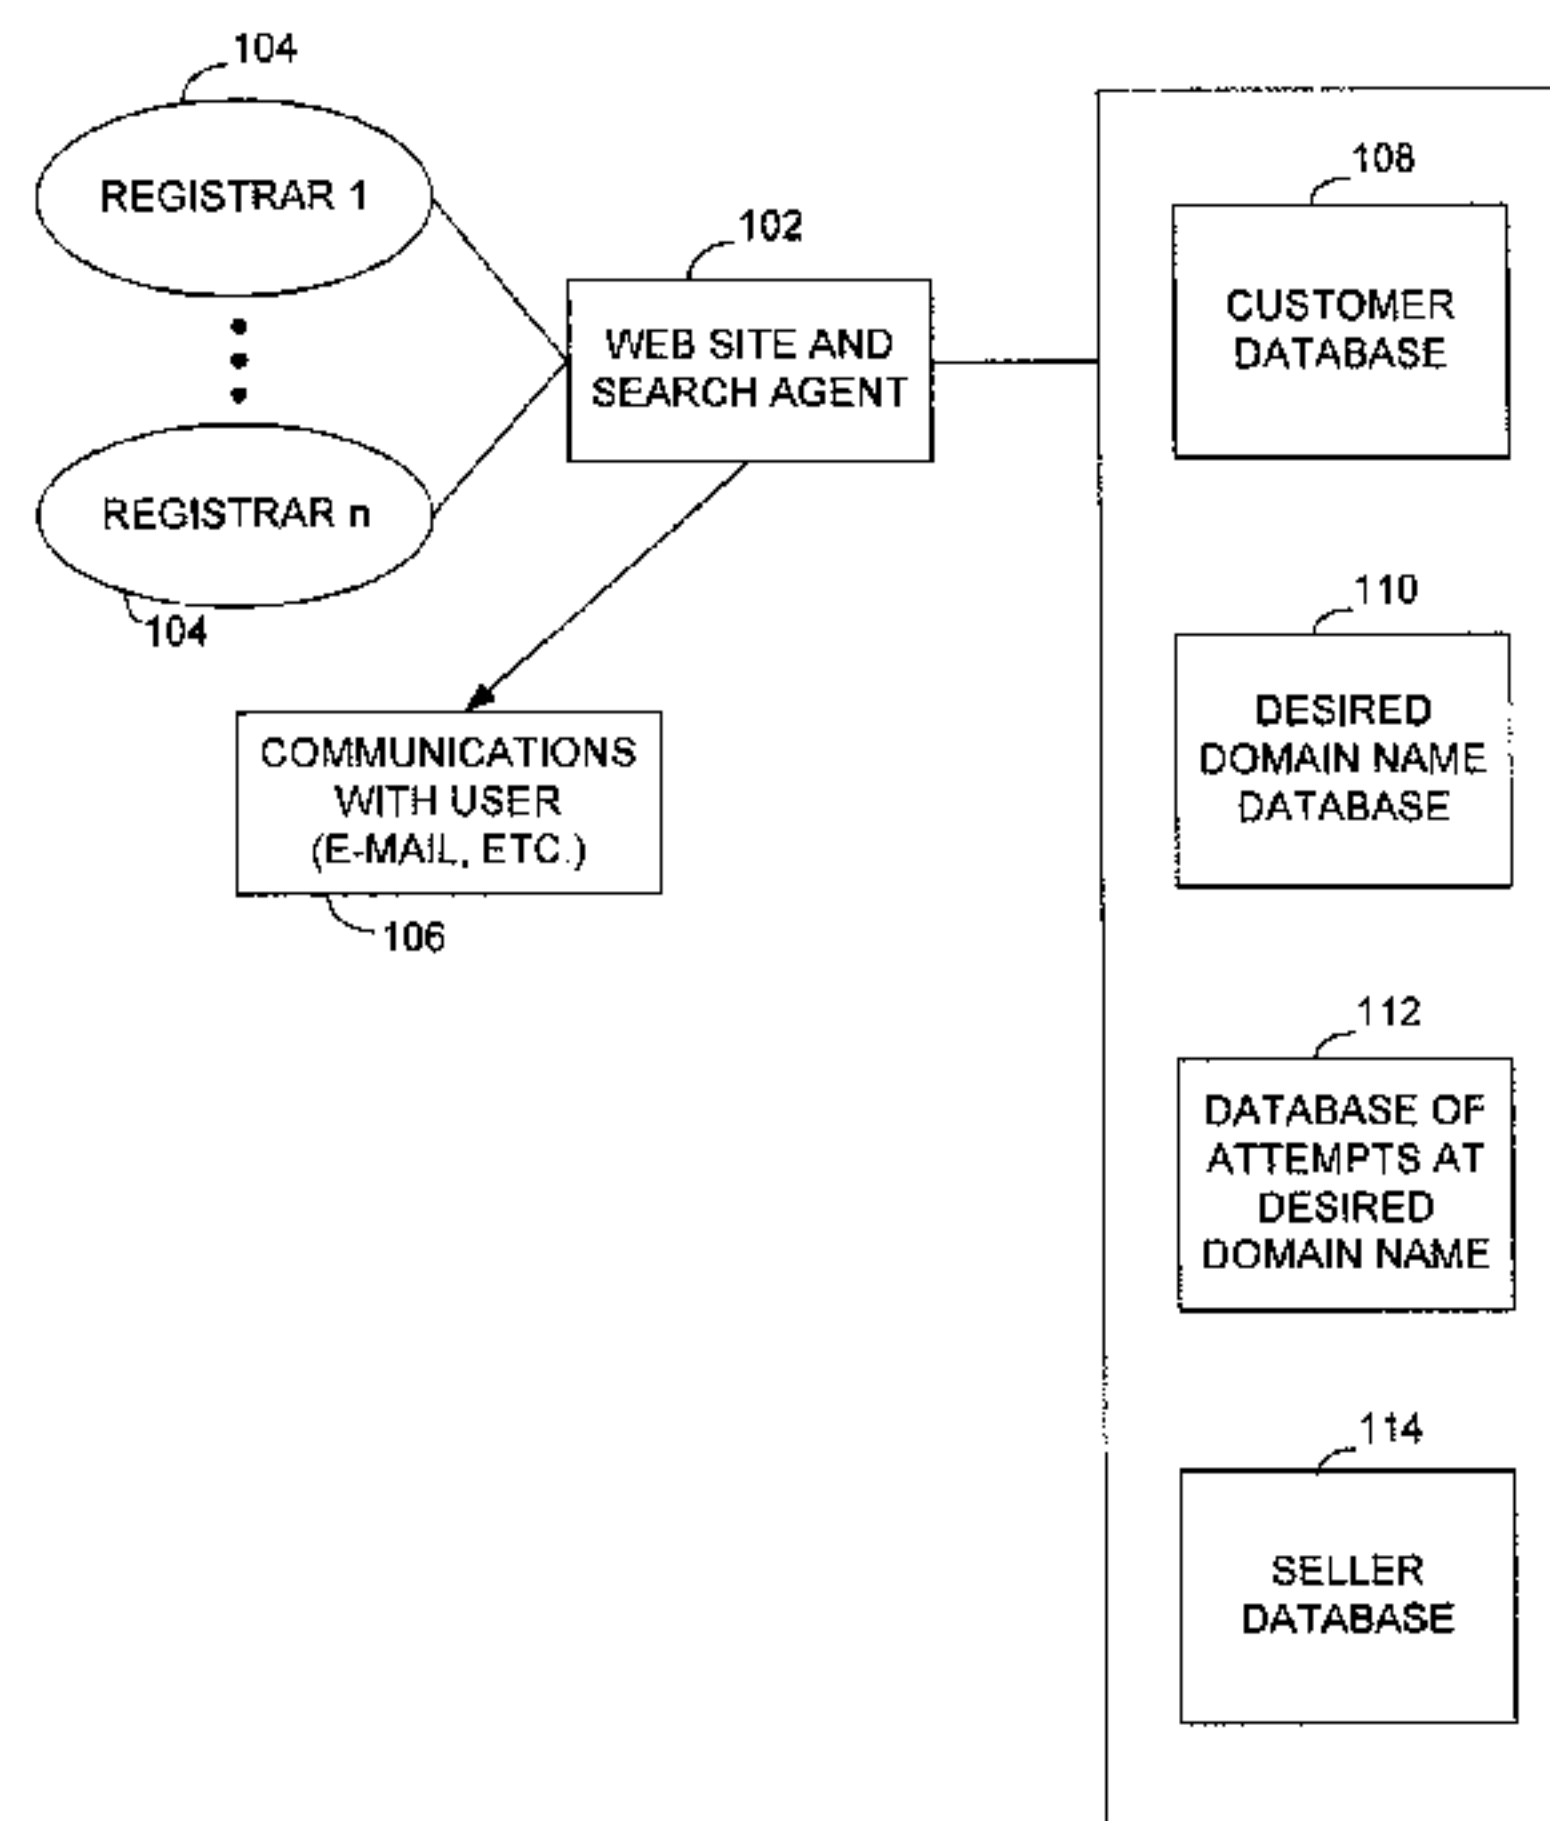 104
REGISTRAR 1
108
102
CUSTOMER
DATABASE
WEB SITE AND
SEARCH AGENT
REGISTRAR n
104
110
DESIRED
DOMAIN NAME
DATABASE
COMMUNICATIONS
WITH USER
(E-MAIL, ETC.)
106
112
DATABASE OF
ATTEMPTS AT
DESIRED
DOMAIN NAME
114
SELLER
DATABASE